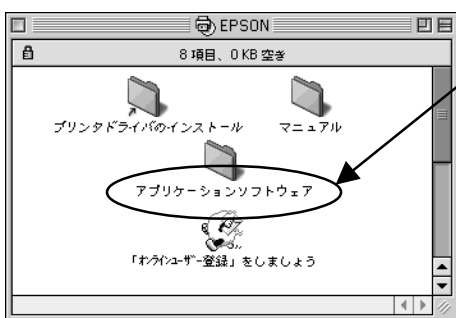 EPSON
8 項目、0 KB 空き
プリンタドライバのインストール
マニュアル
アプリケーションソフトウェア
「オンラインユーザー登録」をしましょう